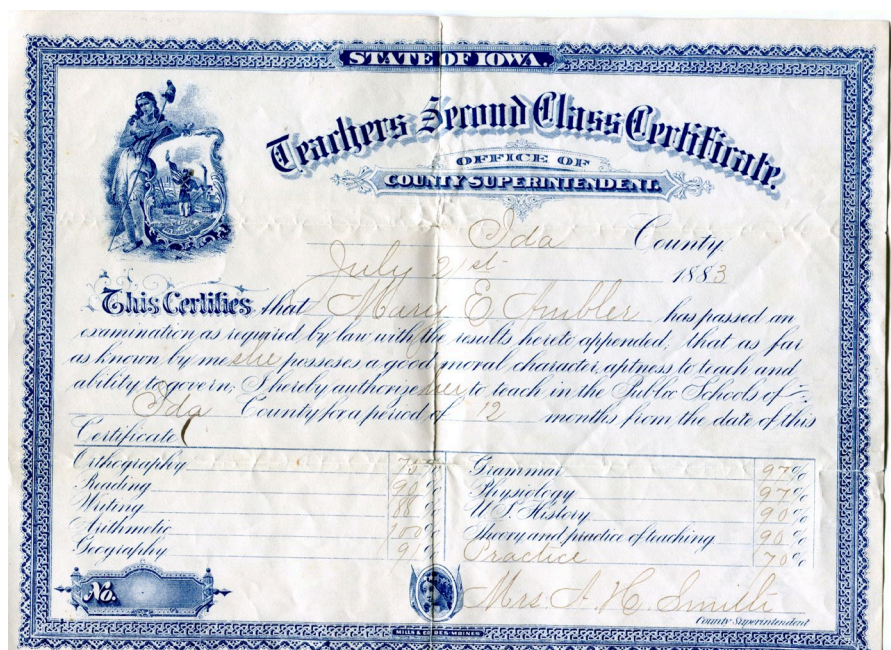 STATE OF IOWA.
Teachers Second Class Certificate.
OFFICE OF
COUNTY SUPERINTENDENT.
Ida County
July 21st 1883
This Certifies that Mary E Ambler has passed an
examination as required by law with the results hereto appended, that as far
as known by me she posseses a good moral character, aptness to teach and
ability to govern; I hereby authorize her to teach in the Public Schools of
Ida County for a period of 12 months from the date of this
Certificate
Orthography 75% Grammar 97%
Reading 90% Physiology 97%
Writing 88% U.S. History 90%
Arithmetic 100% Theory and practice of teaching 90%
Geography 91% Practice 70%
No.
Mrs. A. H. Smith
County Superintendent
MILLS & CO. DES-MOINES